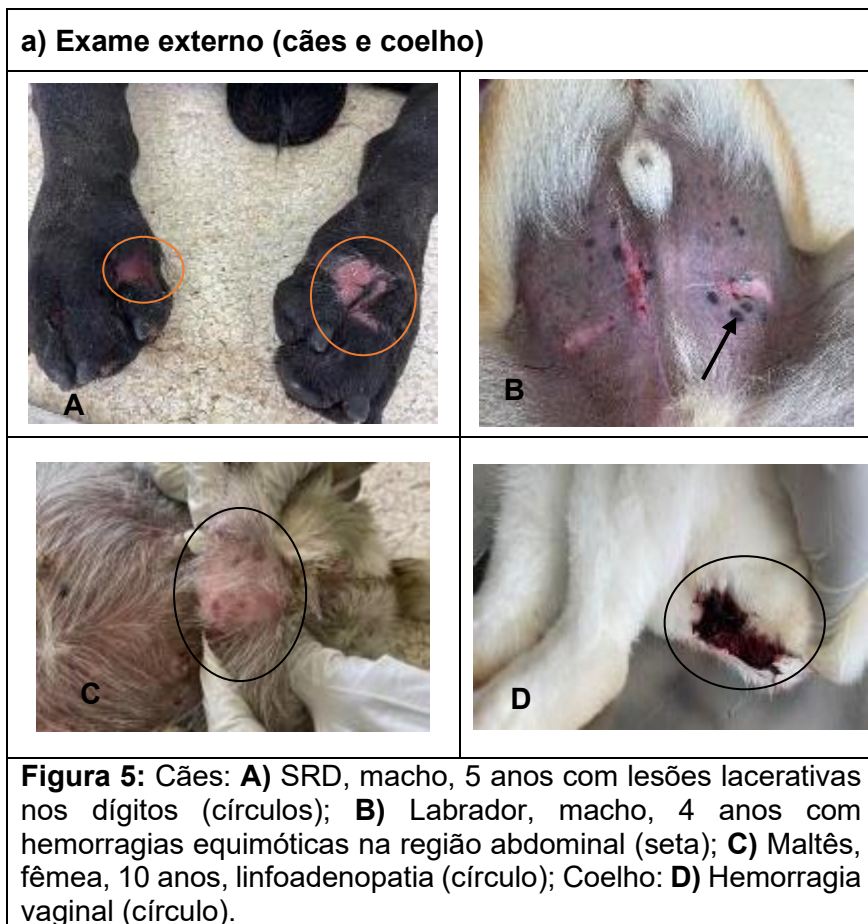 a) Exame externo (cães e coelho)
A
B
C
D
Figura 5: Cães: A) SRD, macho, 5 anos com lesões lacerativas
nos dígitos (círculos); B) Labrador, macho, 4 anos com
hemorragias equimóticas na região abdominal (seta); C) Maltês,
fêmea, 10 anos, linfoadenopatia (círculo); Coelho: D) Hemorragia
vaginal (círculo).